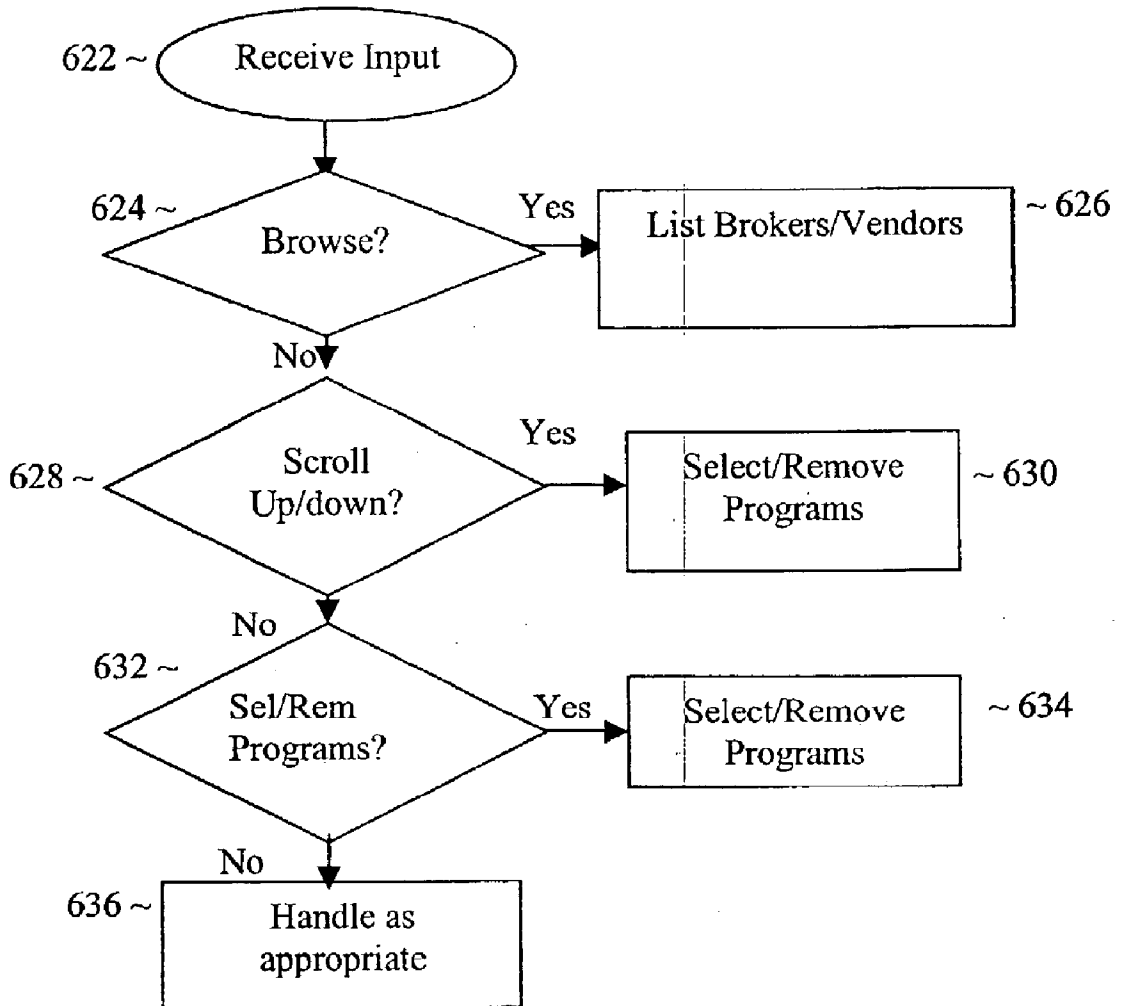 622 ~ Receive Input
624 ~
Browse?
Yes
List Brokers/Vendors
~ 626
No
628 ~
Scroll
Up/down?
Yes
Select/Remove
Programs
~ 630
No
632 ~
Sel/Rem
Programs?
Yes
Select/Remove
Programs
~ 634
No
636 ~
Handle as
appropriate